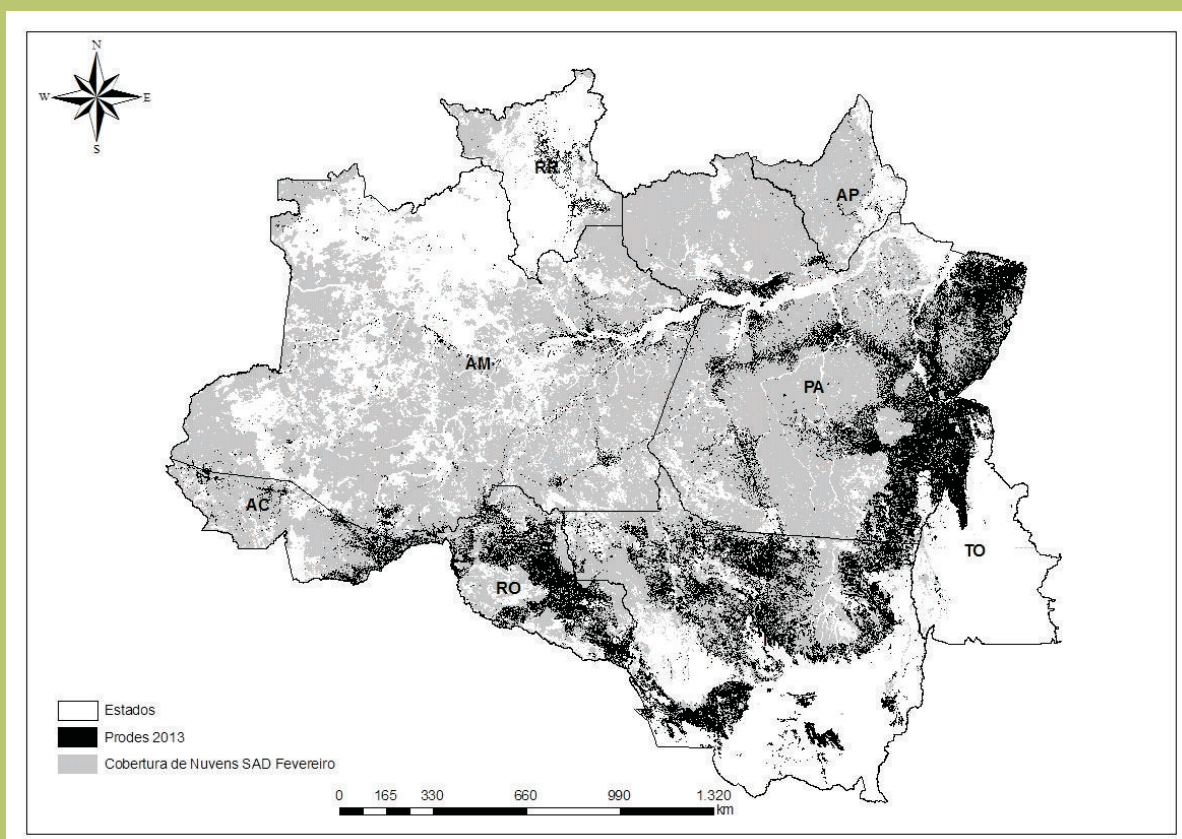 N
W E
S
RR
AP
AM
PA
AC
TO
RO
Estados
Prodes 2013
Cobertura de Nuvens SAD Fevereiro
0 165 330 660 990 1.320
km